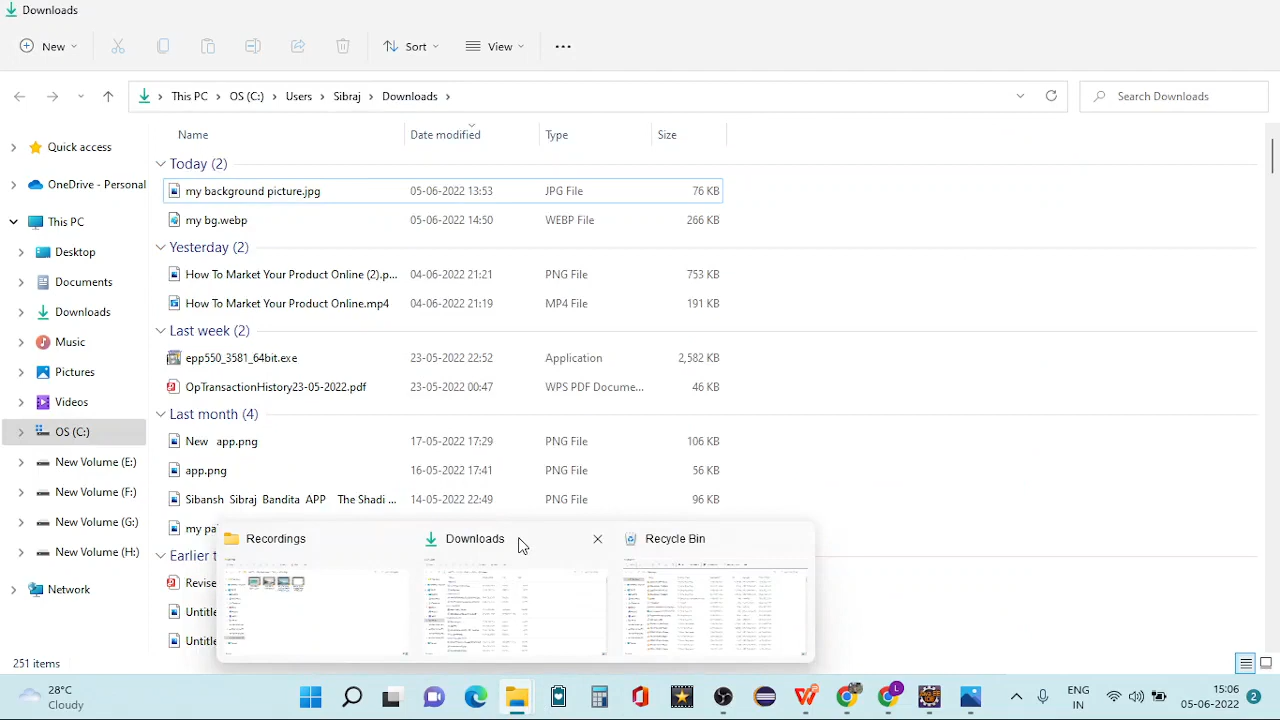 Downloads
New
Sort
View
This PC > OS (C:) > Users > Sibraj > Downloads >
Search Downloads
Name
Date modified
Type
Size
Quick access
OneDrive - Personal
This PC
Desktop
Documents
Downloads
Music
Pictures
Videos
OS (C:)
New Volume (E:)
New Volume (F:)
New Volume (G:)
New Volume (H:)
Today (2)
my background picture.jpg 05-06-2022 13:53 JPG File 76 KB
my bg.webp 05-06-2022 14:50 WEBP File 266 KB
Yesterday (2)
How To Market Your Product Online (2).p... 04-06-2022 21:21 PNG File 753 KB
How To Market Your Product Online.mp4 04-06-2022 21:19 MP4 File 191 KB
Last week (2)
epp550_3581_64bit.exe 23-05-2022 22:52 Application 2,582 KB
OpTransactionHistory23-05-2022.pdf 23-05-2022 00:47 WPS PDF Docume... 46 KB
Last month (4)
New app.png 17-05-2022 17:29 PNG File 106 KB
app.png 16-05-2022 17:41 PNG File 56 KB
Sibansh Sibraj Bandita APP The Shadi ... 14-05-2022 22:49 PNG File 96 KB
my pa
Earlier t
Recordings
Downloads
Recycle Bin
items
Cloudy
ENG
IN
2